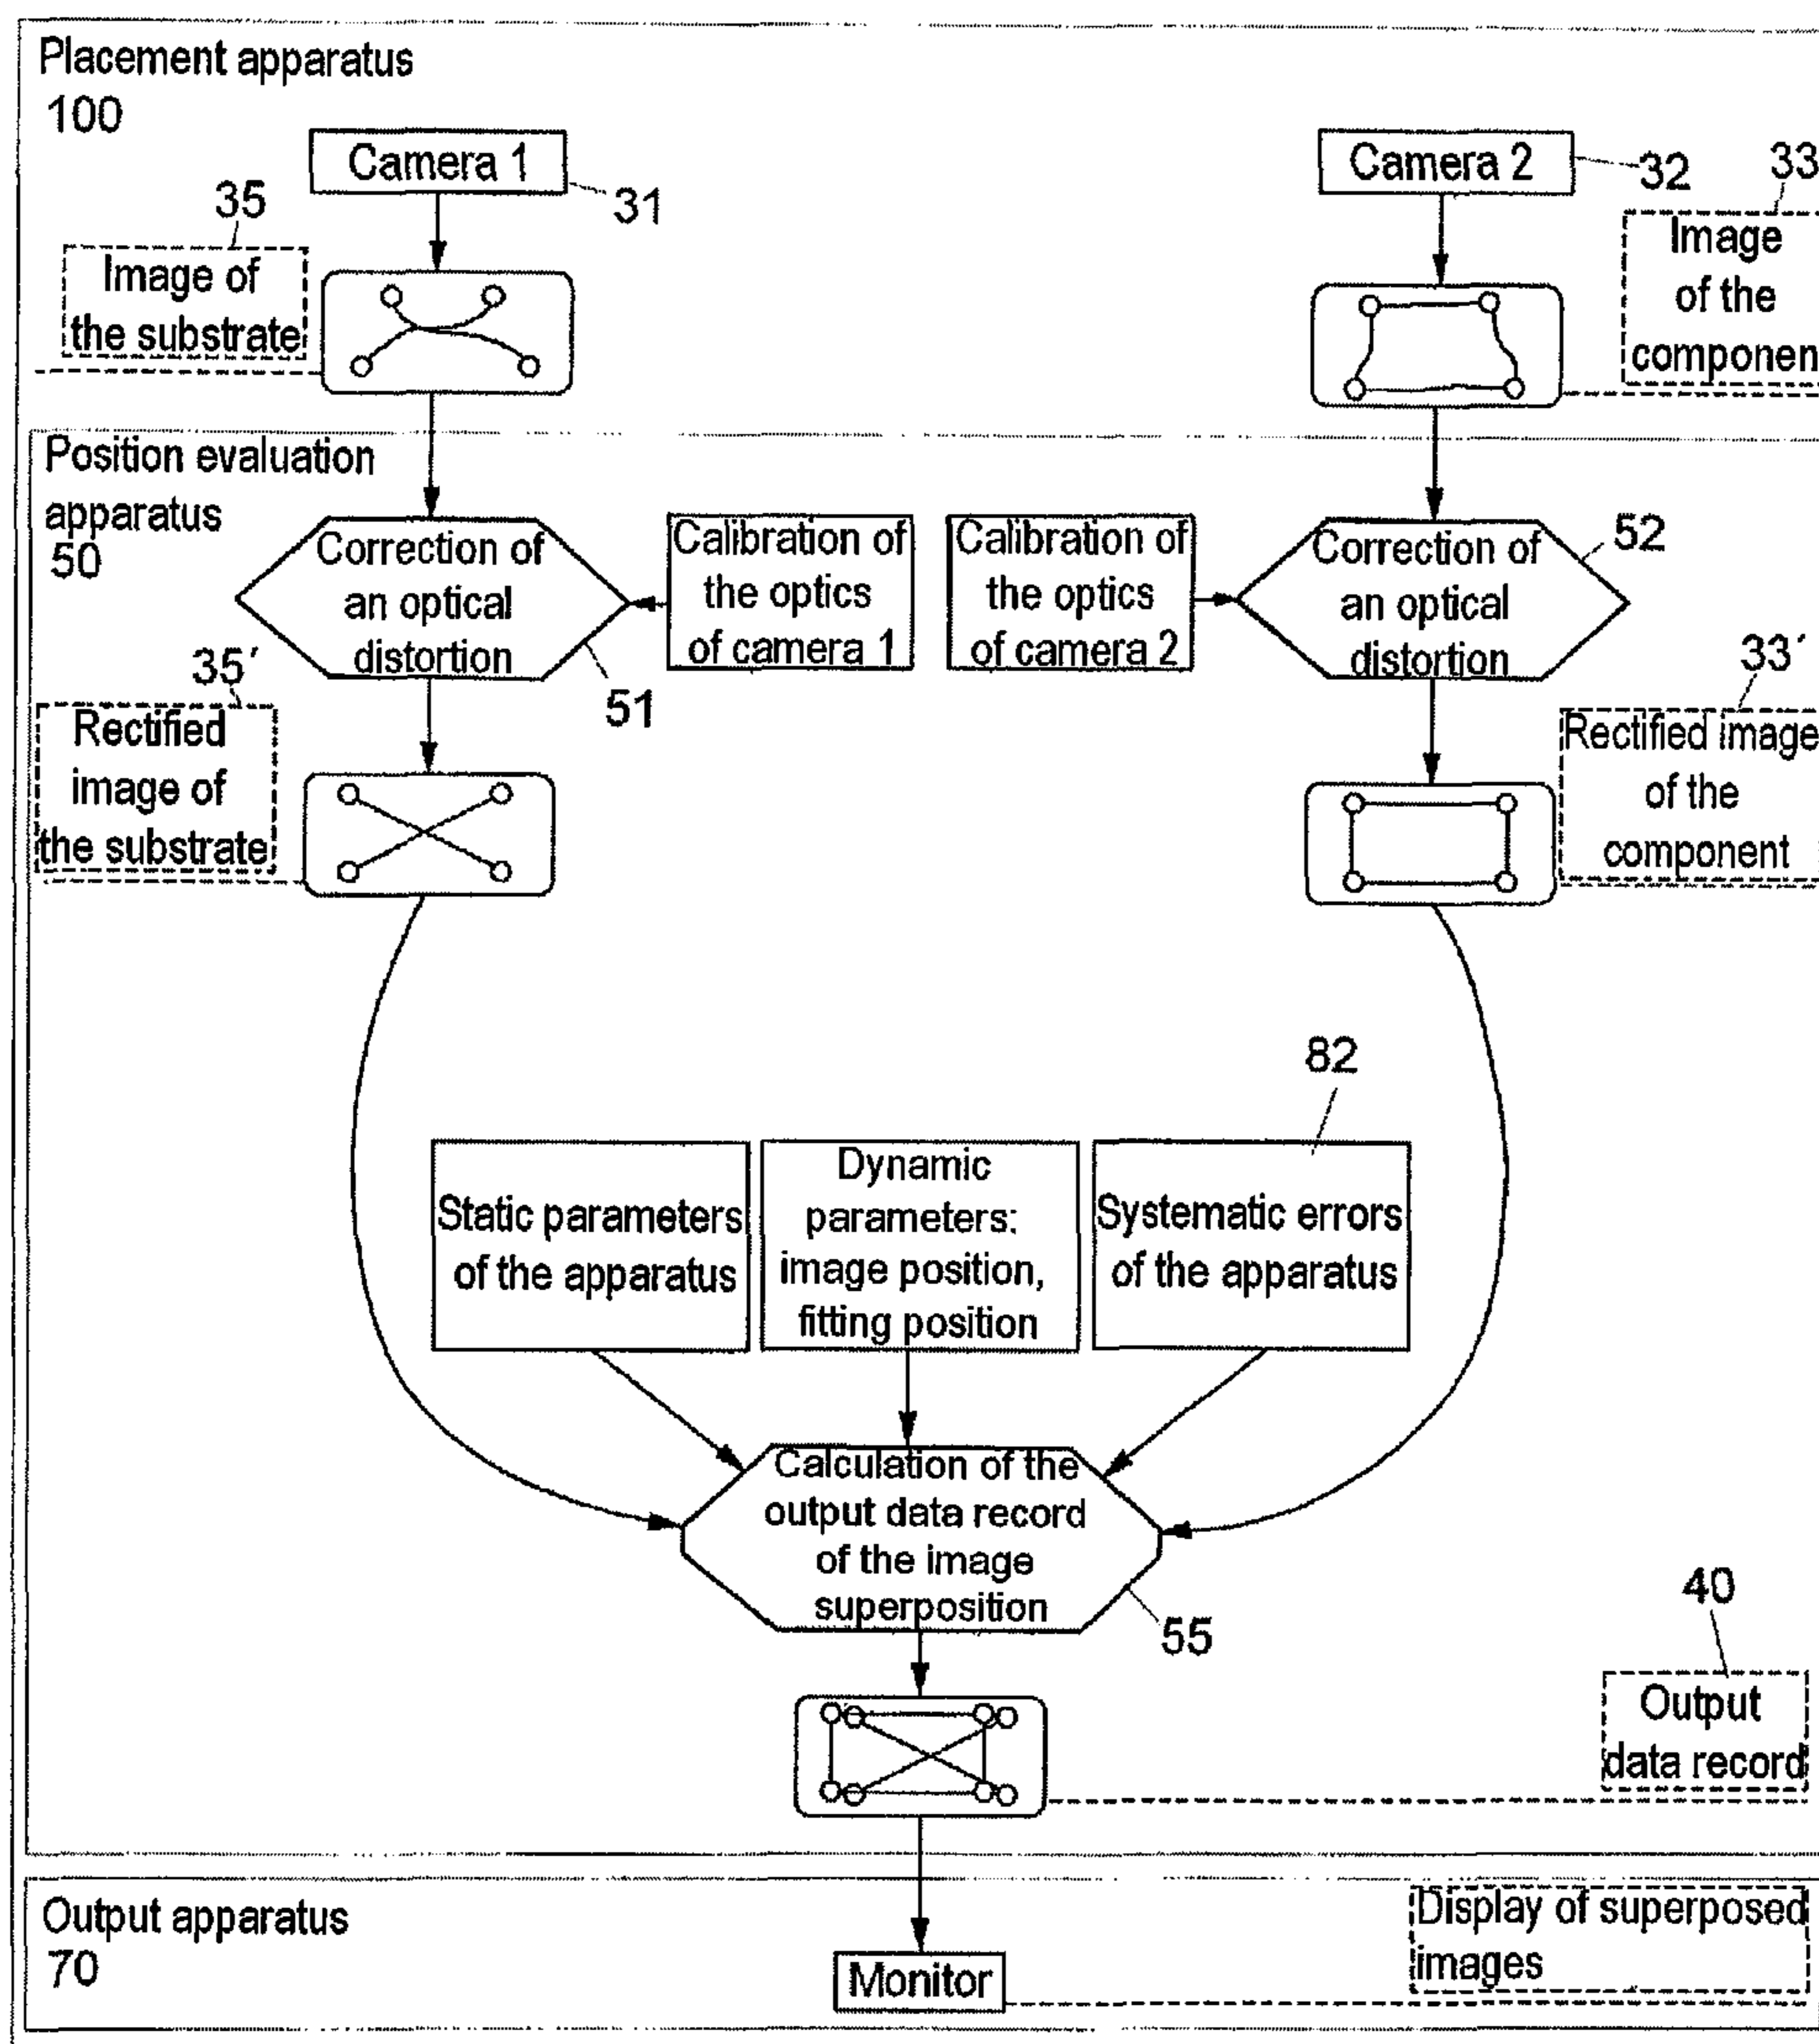 Placement apparatus
100
Camera 1
31
35
Image of
the substrate
Camera 2
32
33
Image
of the
componen
Position evaluation
apparatus
50
Correction of
an optical
distortion
51
Calibration of
the optics
of camera 1
Calibration of
the optics
of camera 2
Correction of
an optical
distortion
52
35′
Rectified
image of
the substrate
33′
Rectified image
of the
component
82
Static parameters
of the apparatus
Dynamic
parameters:
image position,
fitting position
Systematic errors
of the apparatus
Calculation of the
output data record
of the image
superposition
55
40
Output
data record
Output apparatus
70
Monitor
Display of superposed
images